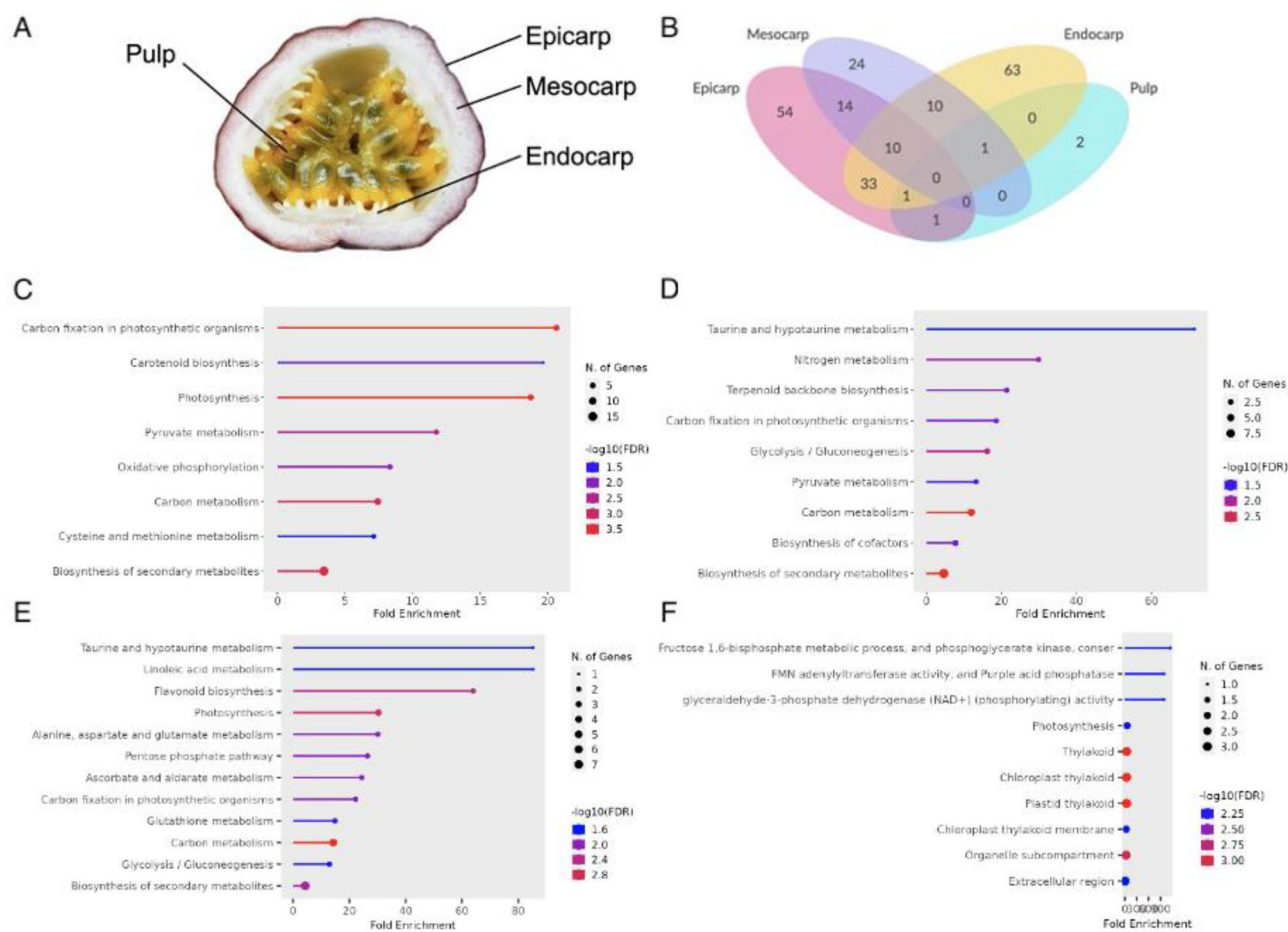 A
Pulp
Epicarp
Mesocarp
Endocarp
B
Mesocarp
Endocarp
Epicarp
Pulp
24
63
54
14
10
0
2
10
1
33
0
1
0
0
1
C
Carbon fixation in photosynthetic organisms
Carotenoid biosynthesis
Photosynthesis
Pyruvate metabolism
Oxidative phosphorylation
Carbon metabolism
Cysteine and methionine metabolism
Biosynthesis of secondary metabolites
0 5 10 15 20
Fold Enrichment
N. of Genes
5
10
15
-log10(FDR)
1.5
2.0
2.5
3.0
3.5
D
Taurine and hypotaurine metabolism
Nitrogen metabolism
Terpenoid backbone biosynthesis
Carbon fixation in photosynthetic organisms
Glycolysis / Gluconeogenesis
Pyruvate metabolism
Carbon metabolism
Biosynthesis of cofactors
Biosynthesis of secondary metabolites
0 20 40 60
Fold Enrichment
N. of Genes
2.5
5.0
7.5
-log10(FDR)
1.5
2.0
2.5
E
Taurine and hypotaurine metabolism
Linoleic acid metabolism
Flavonoid biosynthesis
Photosynthesis
Alanine, aspartate and glutamate metabolism
Pentose phosphate pathway
Ascorbate and aldarate metabolism
Carbon fixation in photosynthetic organisms
Glutathione metabolism
Carbon metabolism
Glycolysis / Gluconeogenesis
Biosynthesis of secondary metabolites
0 20 40 60 80
Fold Enrichment
N. of Genes
1
2
3
4
5
6
7
-log10(FDR)
1.6
2.0
2.4
2.8
F
Fructose 1,6-bisphosphate metabolic process, and phosphoglycerate kinase, conser
FMN adenylyltransferase activity, and Purple acid phosphatase
glyceraldehyde-3-phosphate dehydrogenase (NAD+) (phosphorylating) activity
Photosynthesis
Thylakoid
Chloroplast thylakoid
Plastid thylakoid
Chloroplast thylakoid membrane
Organelle subcompartment
Extracellular region
Fold Enrichment
N. of Genes
1.0
1.5
2.0
2.5
3.0
-log10(FDR)
2.25
2.50
2.75
3.00